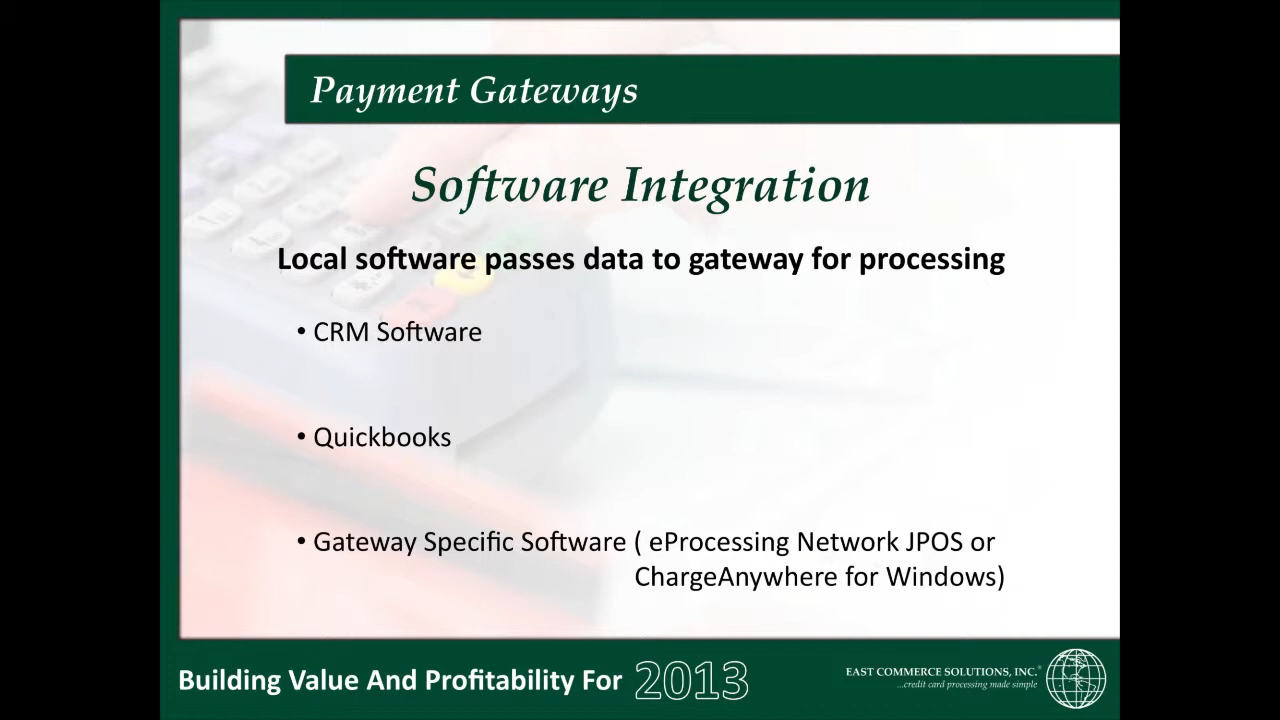 Payment Gateways
Software Integration
Local software passes data to gateway for processing
• CRM Software
• Quickbooks
• Gateway Specific Software ( eProcessing Network JPOS or
ChargeAnywhere for Windows)
Building Value And Profitability For 2013
EAST COMMERCE SOLUTIONS, INC.®
...credit card processing made simple